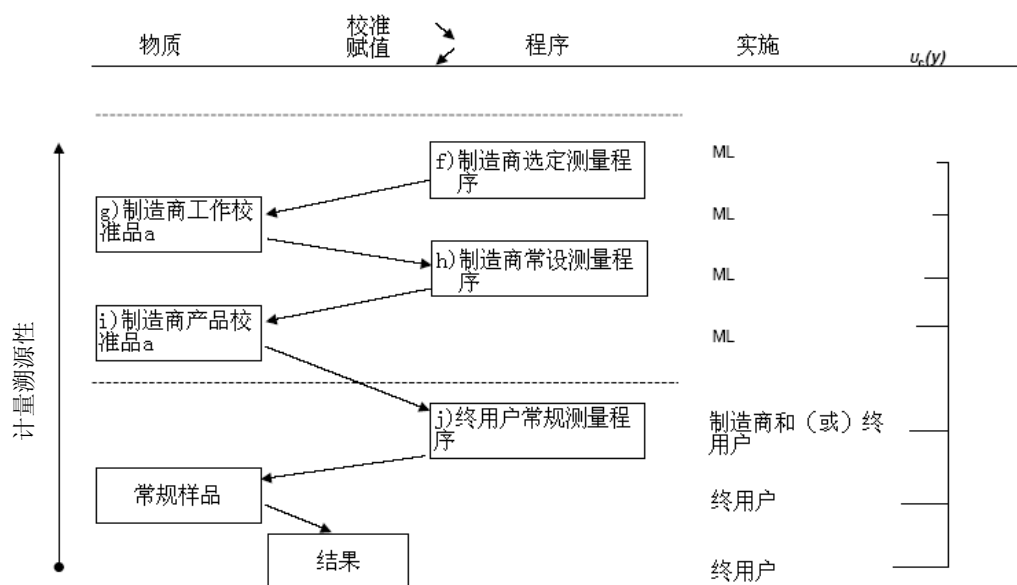 物质
校准
赋值
程序
实施
uc(y)
f)制造商选定测量程
序
ML
g)制造商工作校
准品a
ML
h)制造商常设测量程
序
ML
i)制造商产品校
准品a
ML
计量溯源性
j)终用户常规测量程
序
制造商和（或）终
用户
常规样品
终用户
结果
终用户